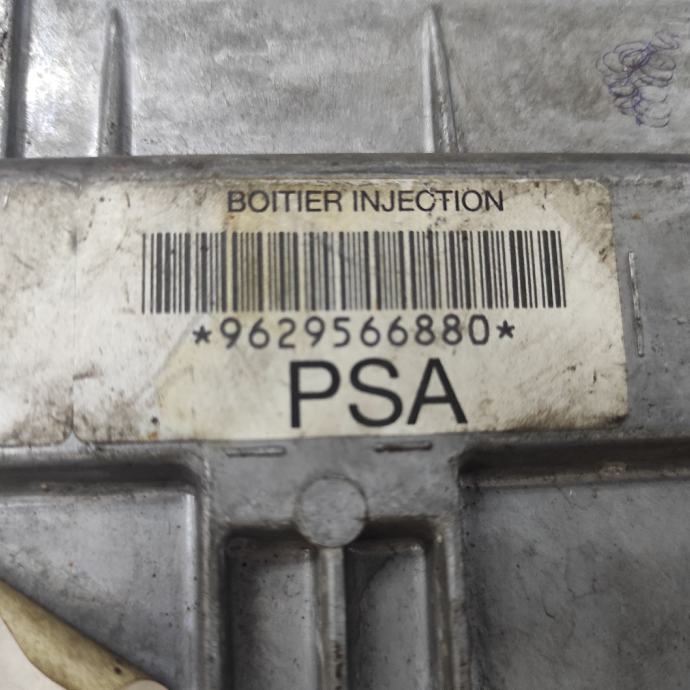 BOITIER INJECTION
*9629566880*
PSA